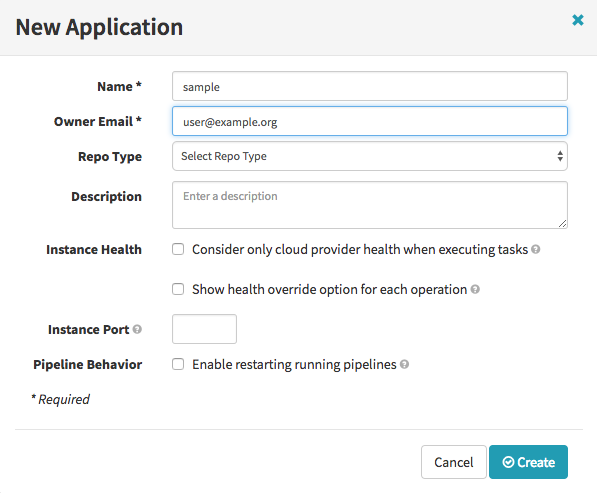 New Application
Name * sample
Owner Email * user@example.org
Repo Type Select Repo Type
Description Enter a description
Instance Health Consider only cloud provider health when executing tasks ?
Show health override option for each operation ?
Instance Port ?
Pipeline Behavior Enable restarting running pipelines ?
* Required
Cancel Create